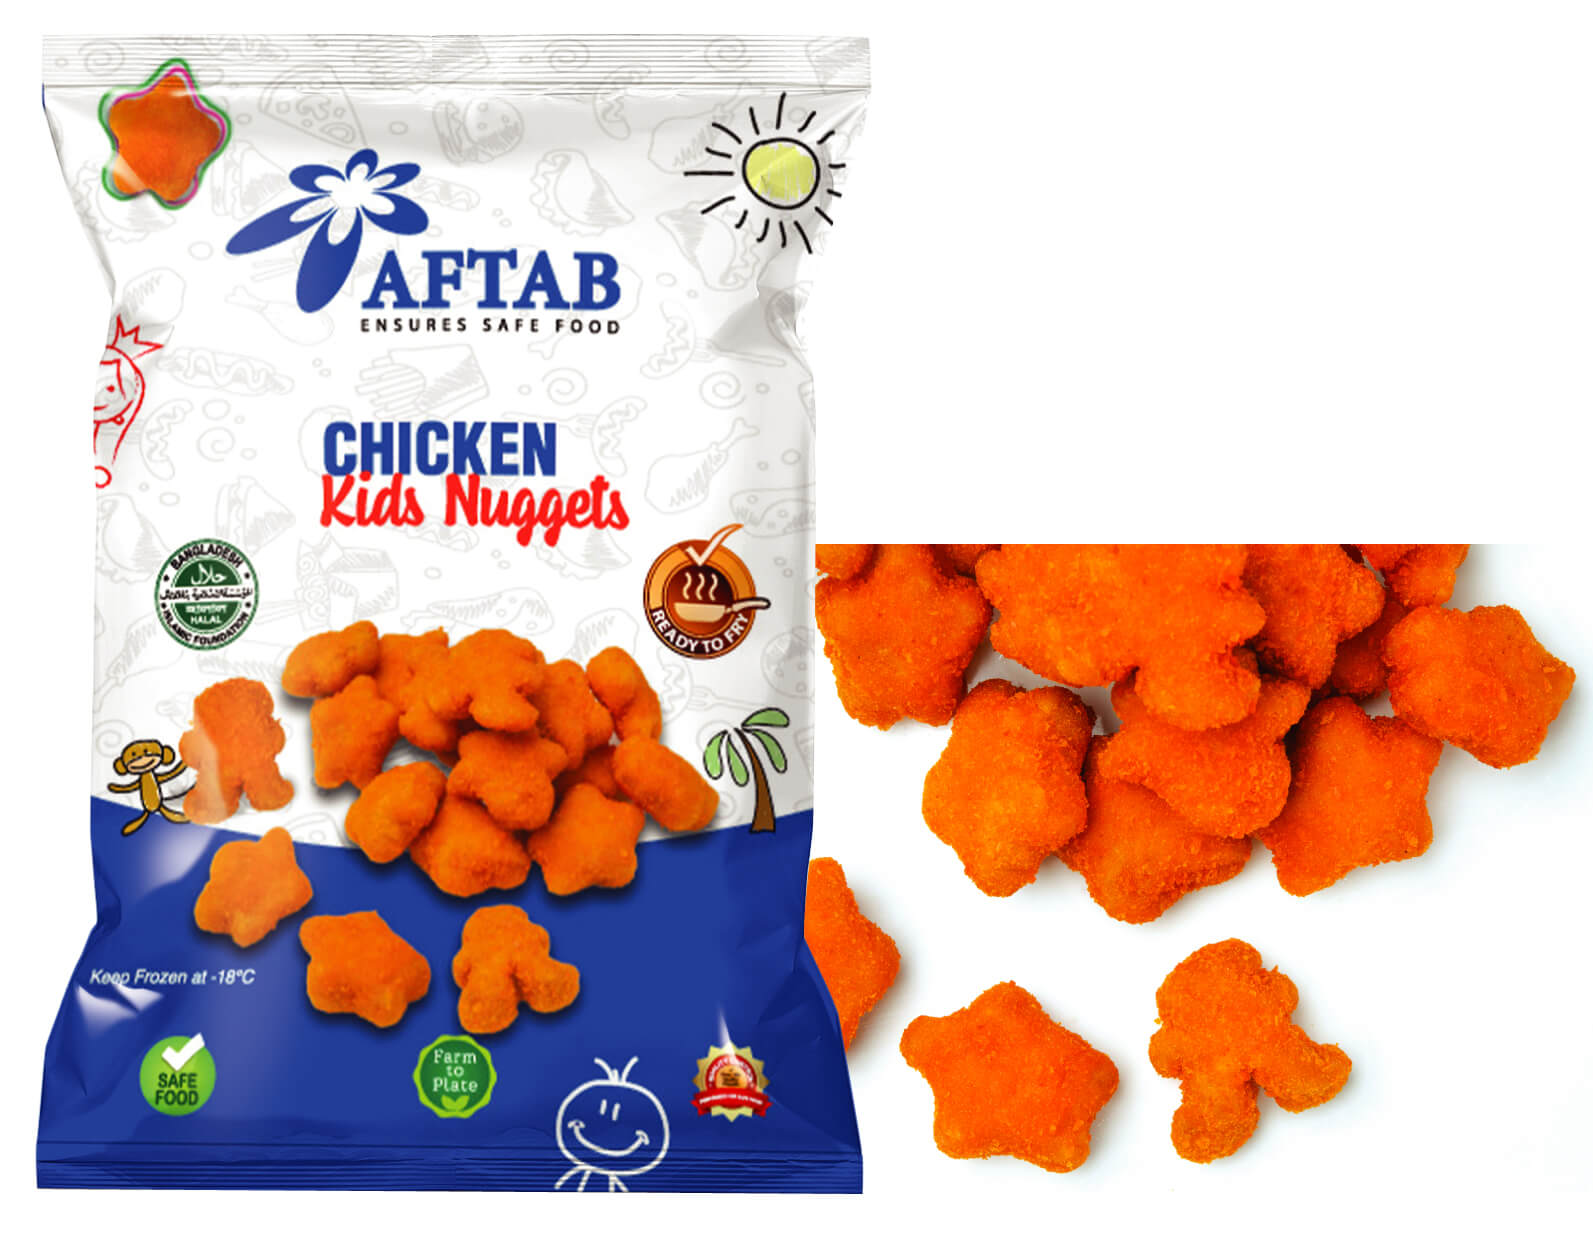 AFTAB
ENSURES SAFE FOOD
CHICKEN
Kids Nuggets
BANGLADESH
حلال
HALAL
ISLAMIC FOUNDATION
READY TO FRY
Keep Frozen at -18°C
SAFE
FOOD
Farm
to
Plate